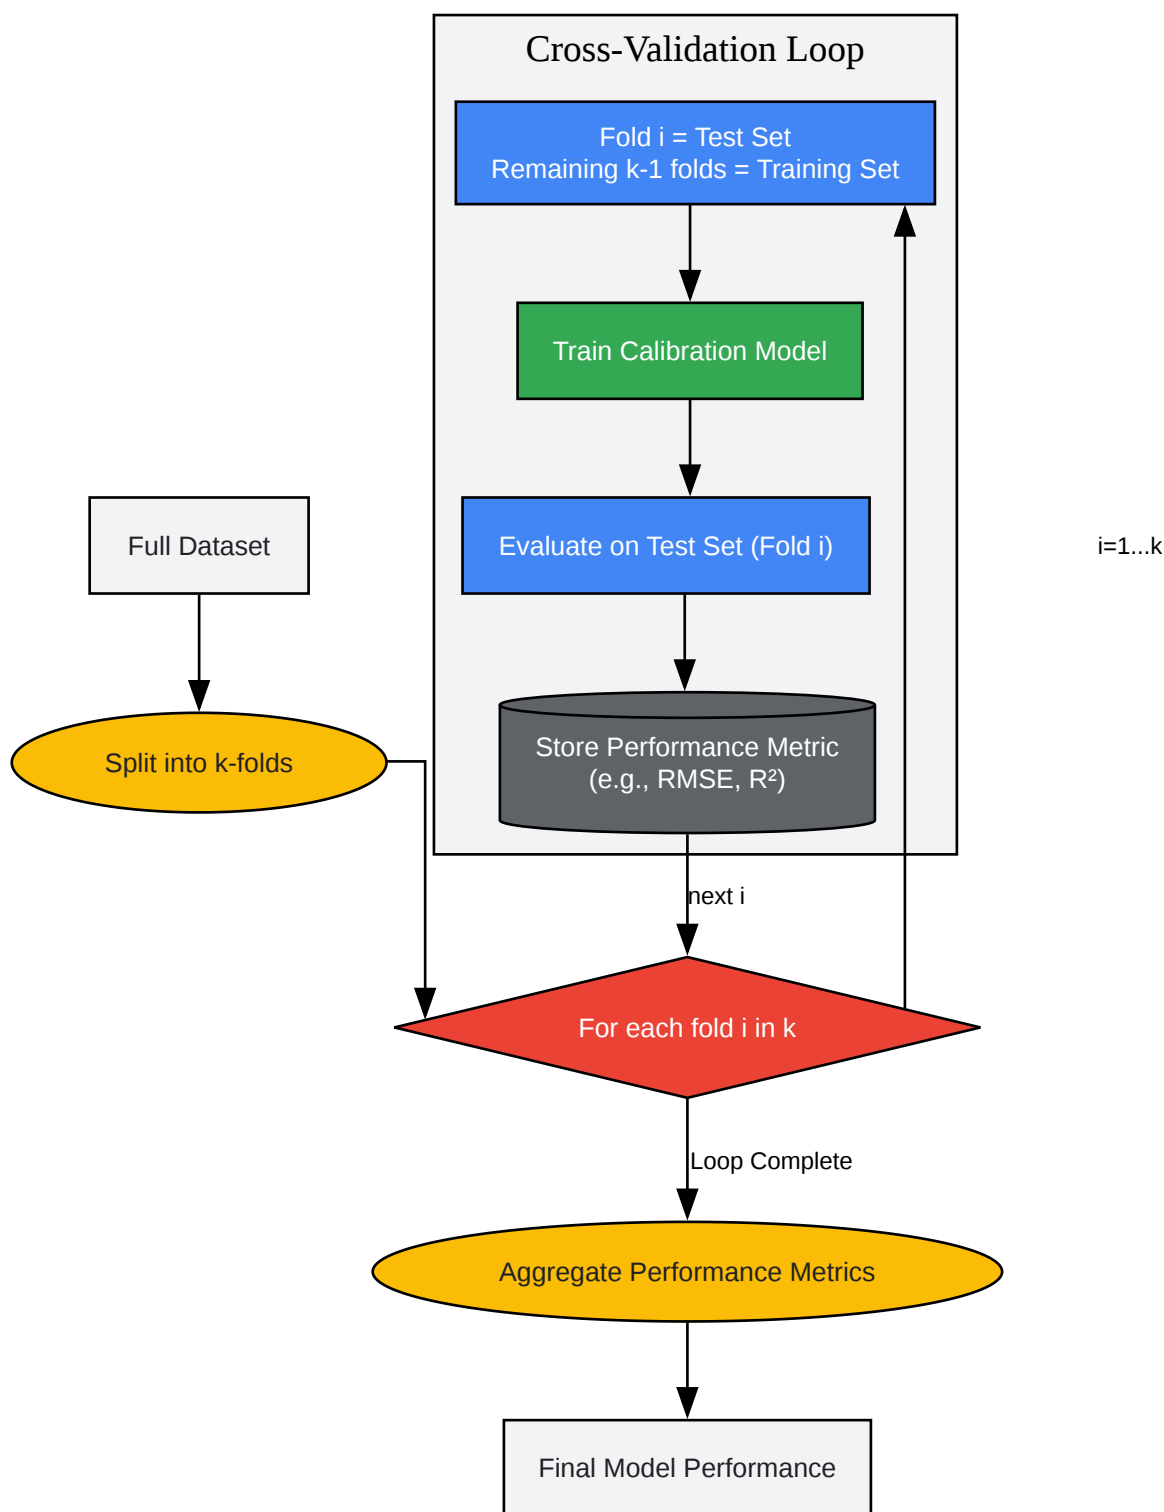 Cross-Validation Loop
Fold i = Test Set
Remaining k-1 folds = Training Set
Train Calibration Model
Full Dataset
Evaluate on Test Set (Fold i)
i=1...k
Split into k-folds
Store Performance Metric
(e.g., RMSE, R²)
next i
For each fold i in k
Loop Complete
Aggregate Performance Metrics
Final Model Performance